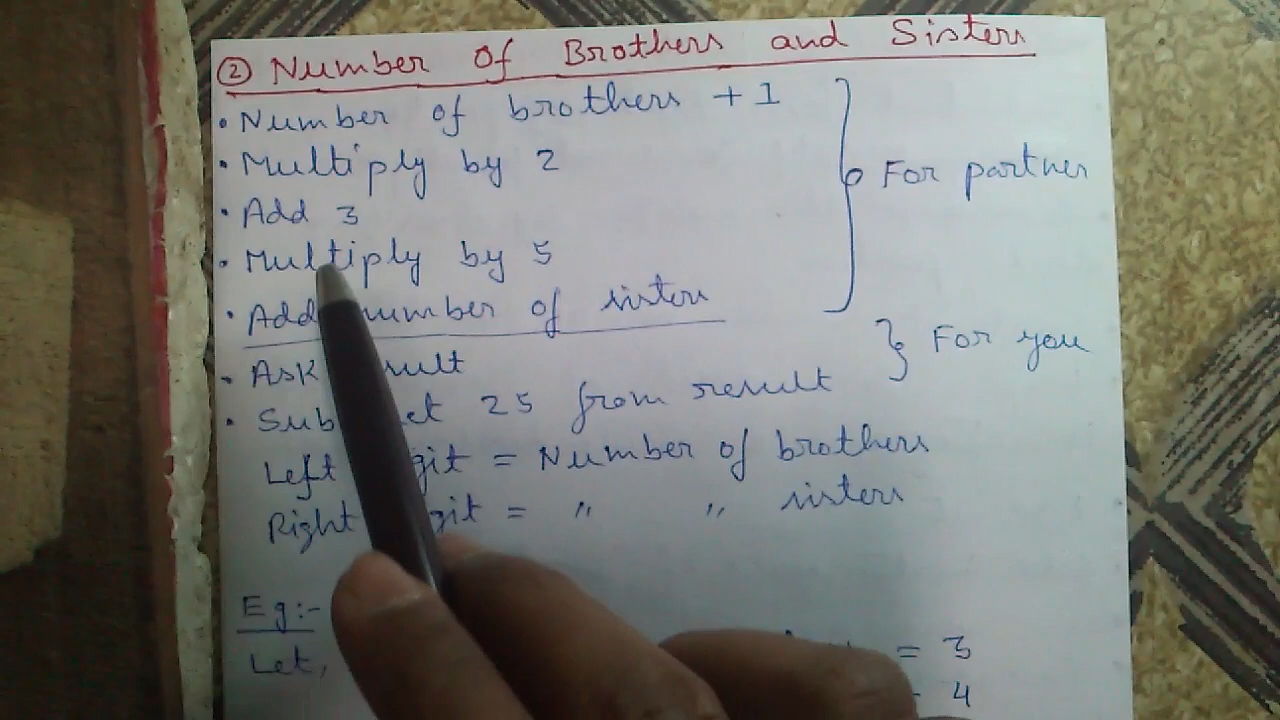 ② Number Of Brothers and Sisters
• Number of brothers + 1
• Multiply by 2
• Add 3
• Multiply by 5
• Add number of sisters
For partner
• Ask
• 25 from result
For you
Left = Number of brothers
Right = " " sisters
Eg:-
Let, = 3
4